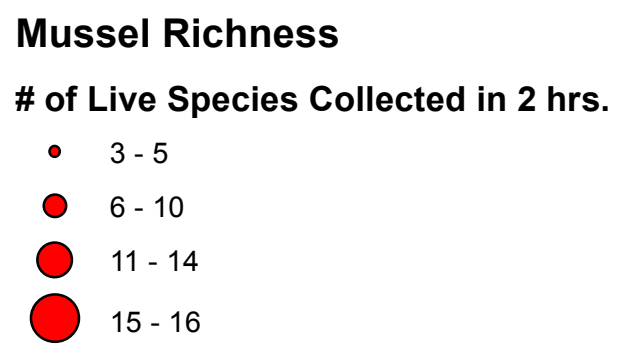 Mussel Richness
# of Live Species Collected in 2 hrs.
3 - 5
6 - 10
11 - 14
15 - 16